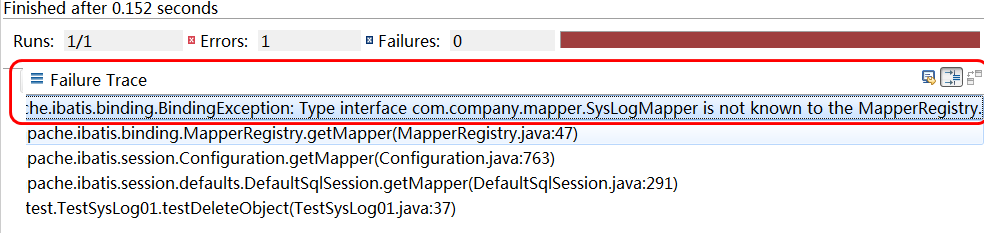 Finished after 0.152 seconds
Runs: 1/1 Errors: 1 Failures: 0
Failure Trace
che.ibatis.binding.BindingException: Type interface com.company.mapper.SysLogMapper is not known to the MapperRegistry.
pache.ibatis.binding.MapperRegistry.getMapper(MapperRegistry.java:47)
pache.ibatis.session.Configuration.getMapper(Configuration.java:763)
pache.ibatis.session.defaults.DefaultSqlSession.getMapper(DefaultSqlSession.java:291)
test.TestSysLog01.testDeleteObject(TestSysLog01.java:37)